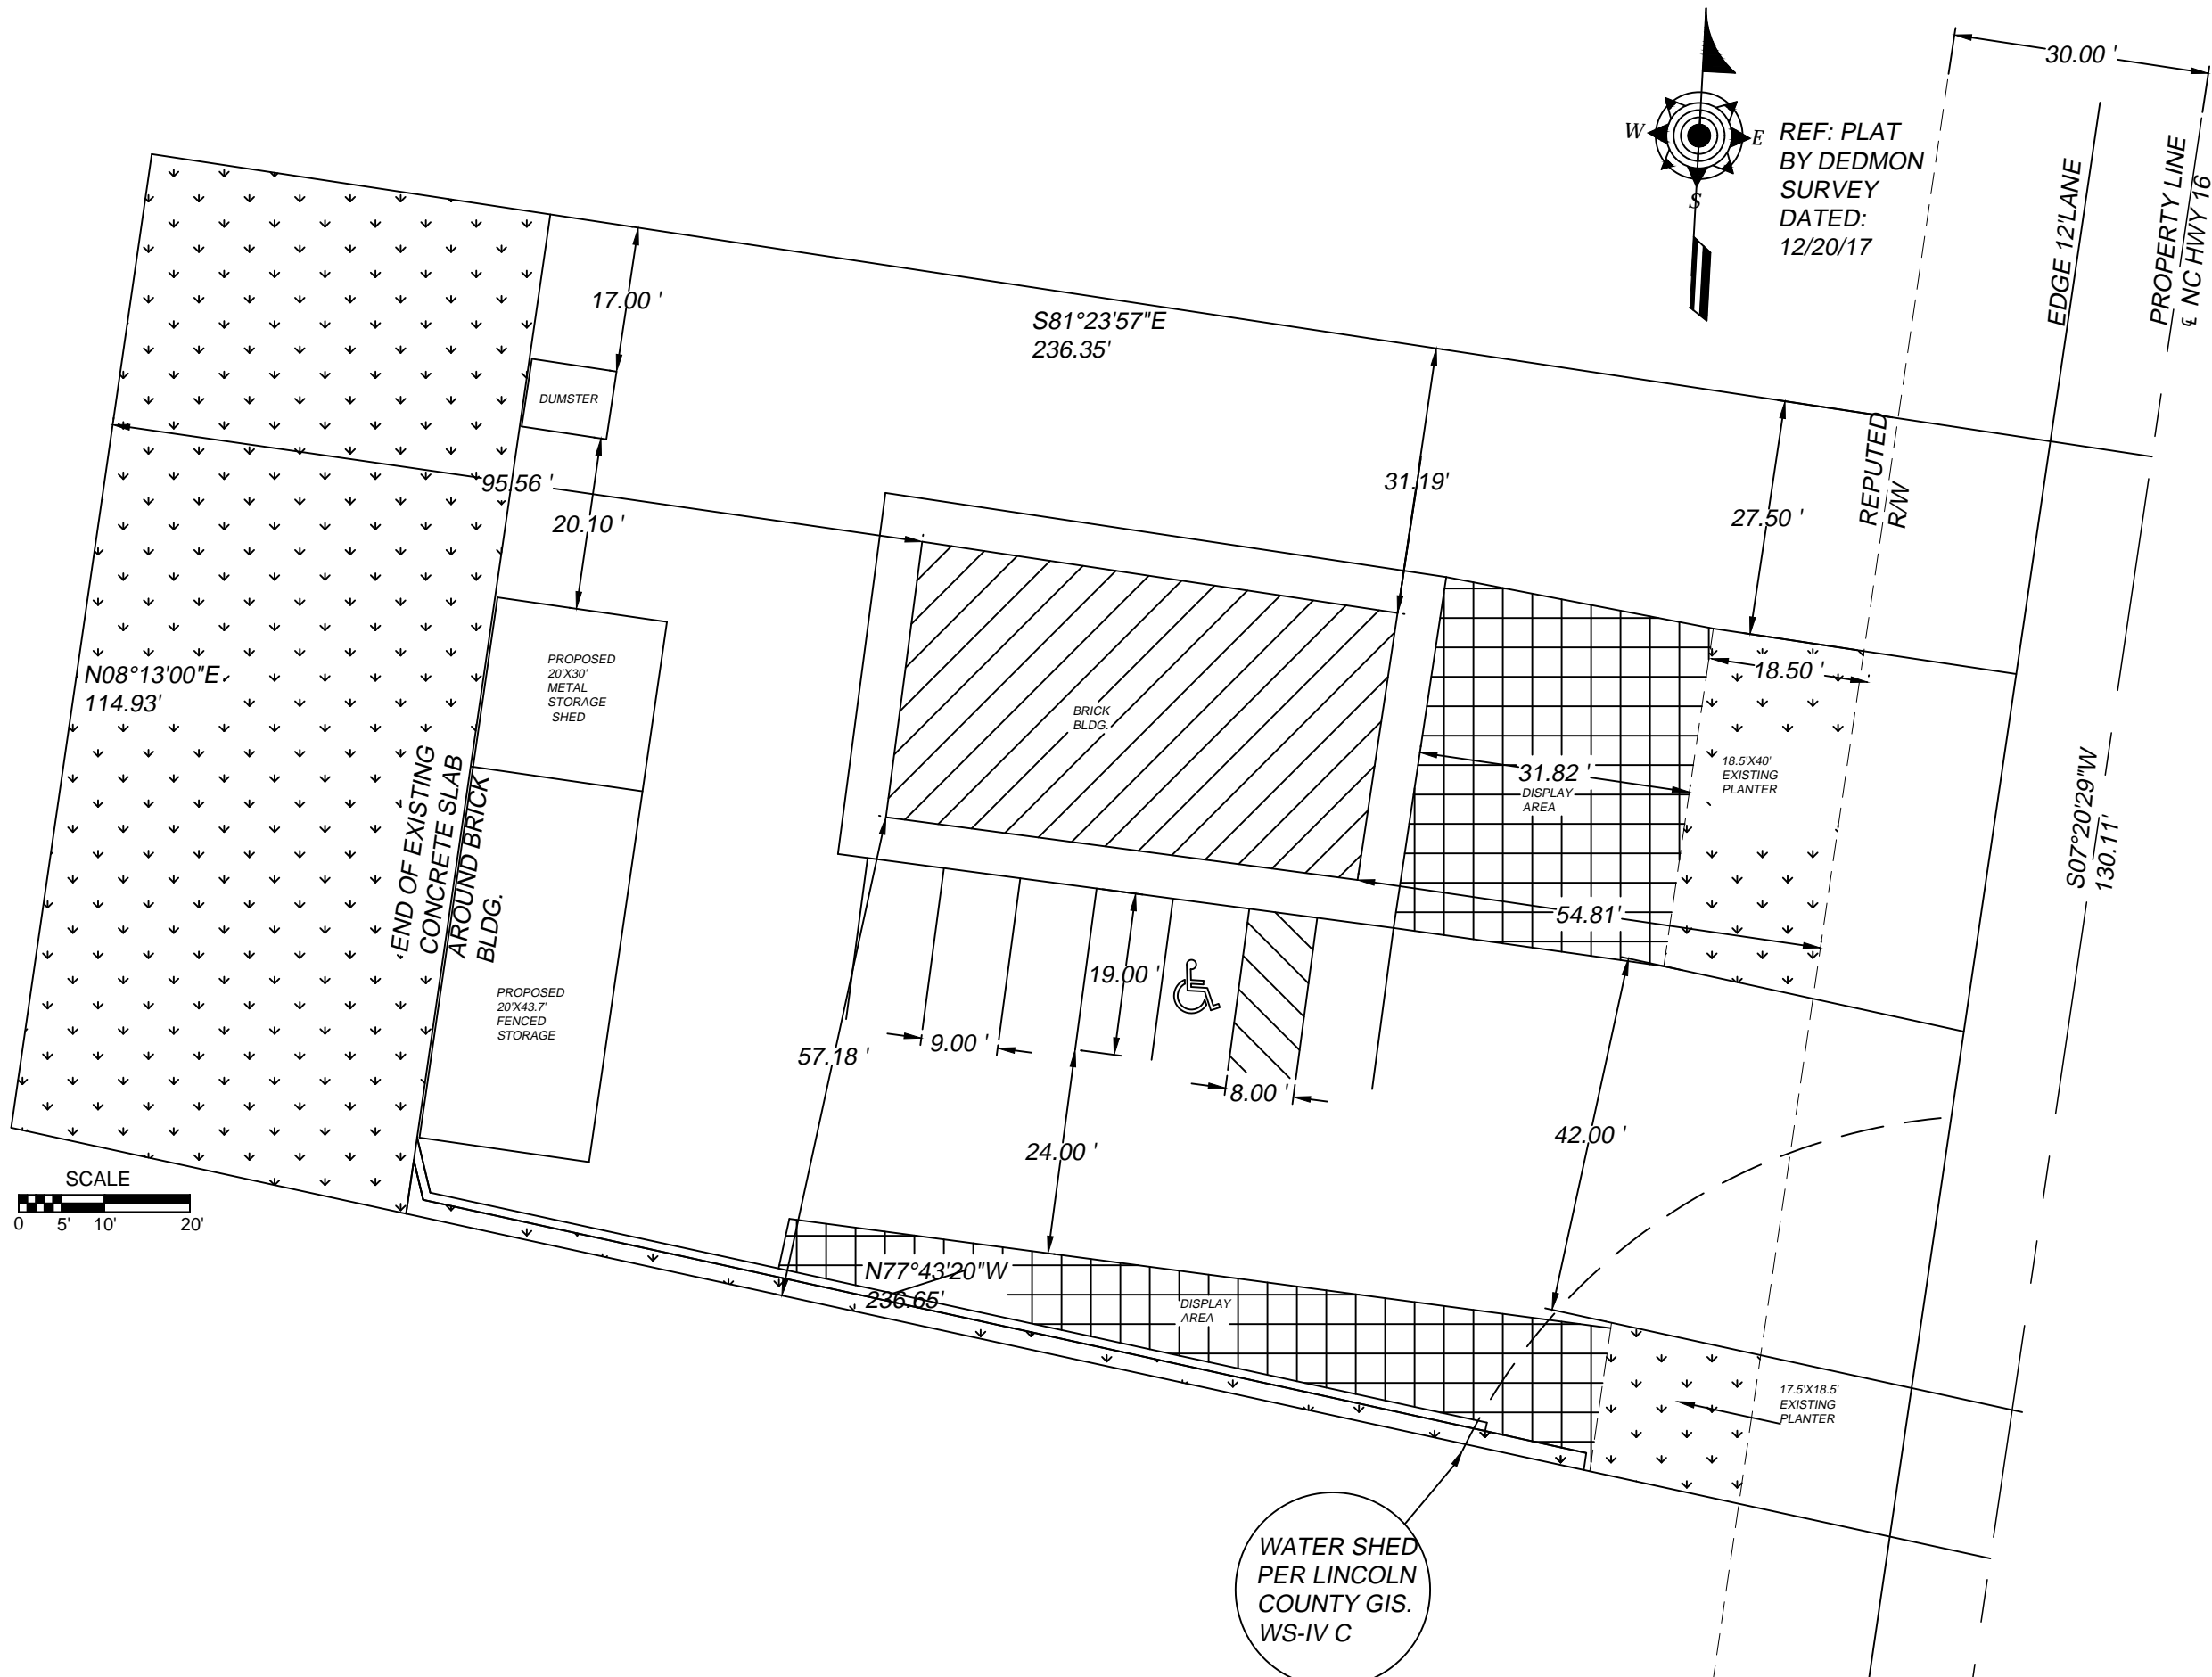 30.00 '
W
E
S
REF: PLAT
BY DEDMON
SURVEY
DATED:
12/20/17
EDGE 12'LANE
PROPERTY LINE
℄ NC HWY 16
17.00 '
S81°23'57"E
236.35'
DUMSTER
REPUTED
R/W
95.56 '
31.19'
27.50 '
20.10 '
N08°13'00"E
114.93'
PROPOSED
20'X30'
METAL
STORAGE
SHED
BRICK
BLDG.
18.50 '
31.82 '
DISPLAY
AREA
18.5'X40'
EXISTING
PLANTER
S07°20'29"W
130.11'
END OF EXISTING
CONCRETE SLAB
AROUND BRICK
BLDG.
54.81'
19.00 '
PROPOSED
20'X43.7'
FENCED
STORAGE
57.18 '
9.00 '
8.00 '
24.00 '
42.00 '
SCALE
0 5' 10' 20'
N77°43'20"W
236.65'
DISPLAY
AREA
17.5'X18.5'
EXISTING
PLANTER
WATER SHED
PER LINCOLN
COUNTY GIS.
WS-IV C